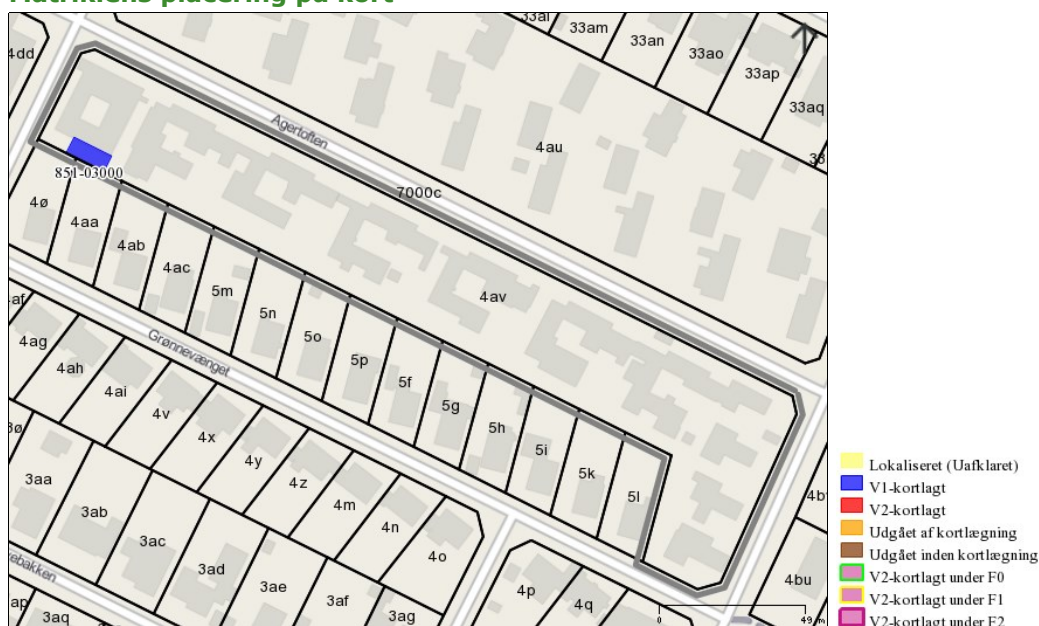 Matriklens placering på kort
33al
33am
33an
33ao
33ap
33aq
4dd
Agertoften
4au
851-03000
7000c
4ø
4aa
4ab
4ac
5m
4av
5n
5o
5p
5f
5g
5h
5i
5k
5l
4af
4ag
4ah
Grønnevænget
4ai
4v
4x
4y
4z
4m
4n
4o
3aa
3ab
3ac
3ad
3ae
3af
3ag
3aq
4p
4q
4bu
0
49 m
Lokaliseret (Uafklaret)
V1-kortlagt
V2-kortlagt
Udgået af kortlægning
Udgået inden kortlægning
V2-kortlagt under F0
V2-kortlagt under F1
V2-kortlagt under F2